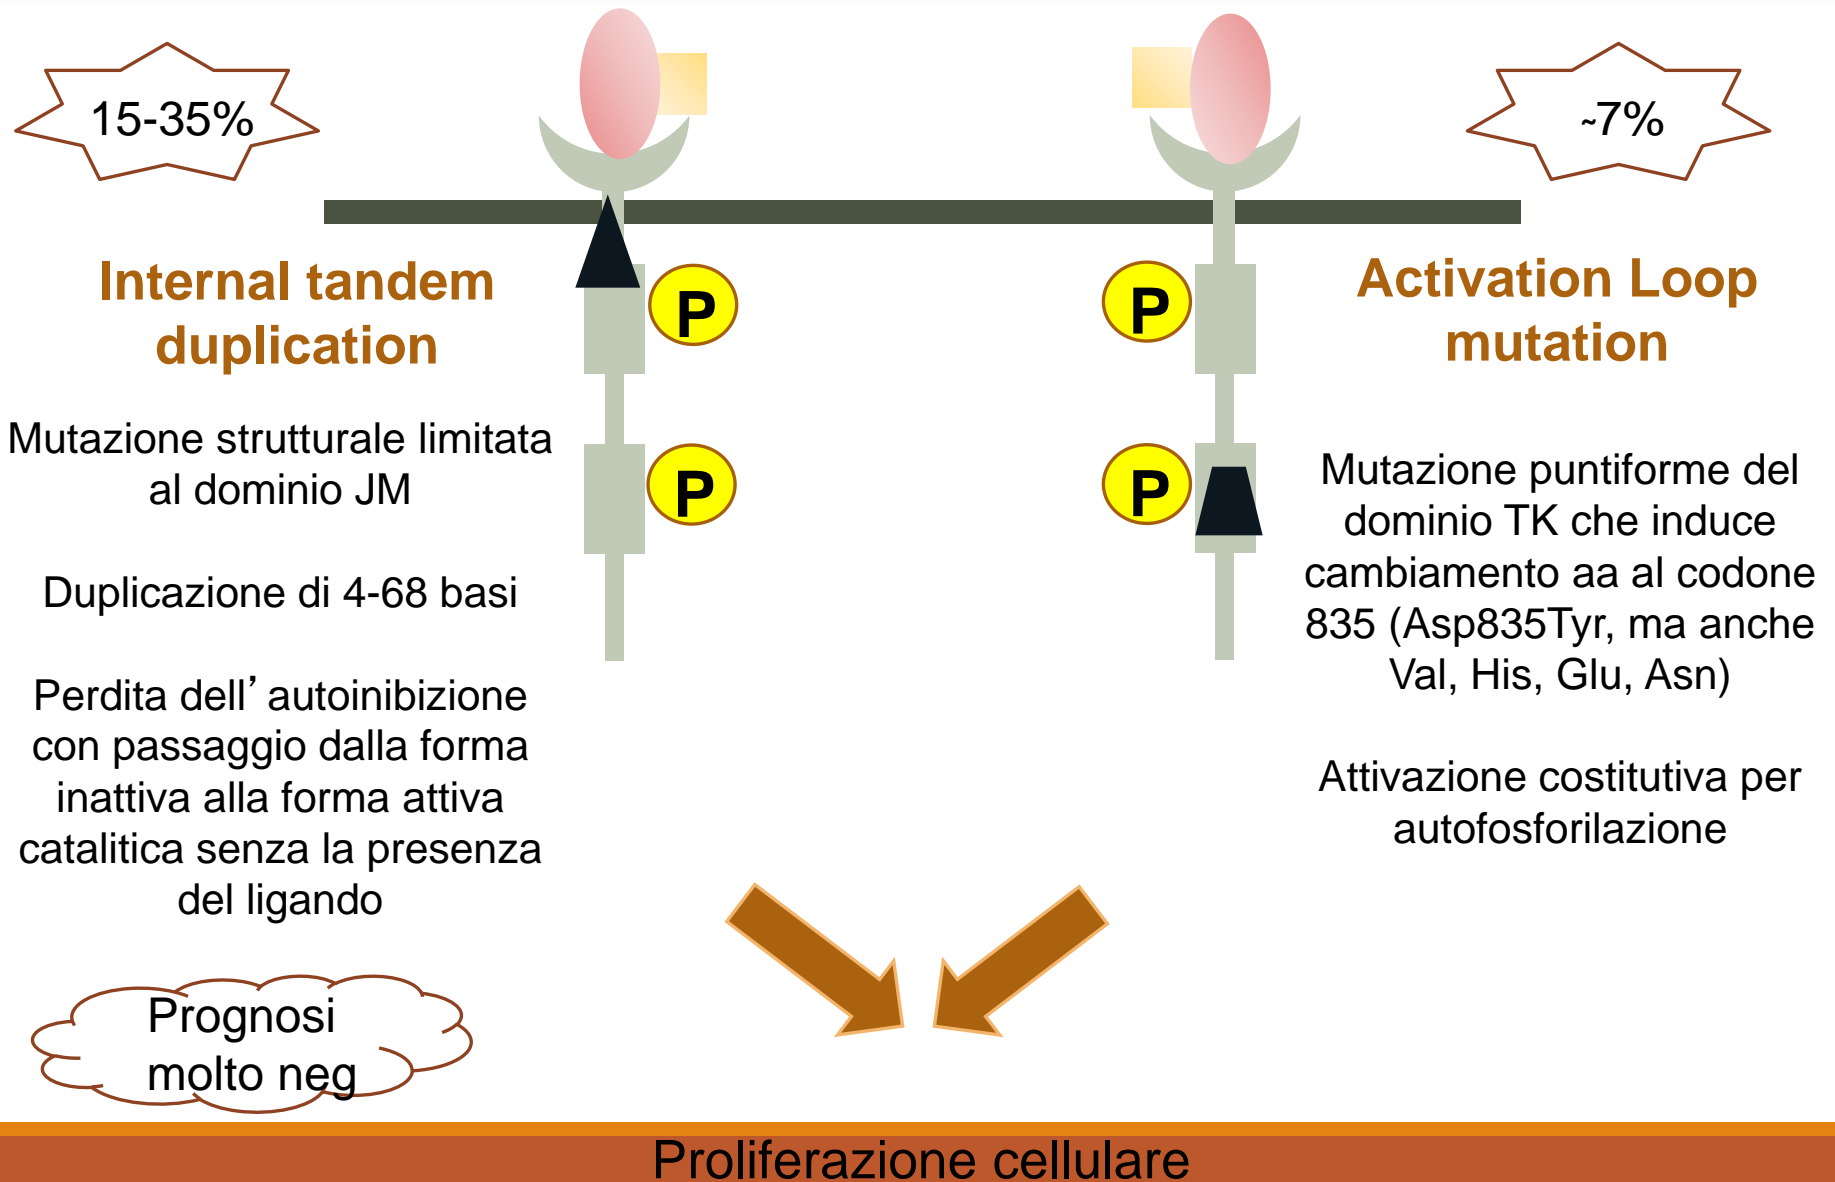 15-35%
~7%
Internal tandem
duplication
P
P
Activation Loop
mutation
Mutazione strutturale limitata
al dominio JM
Duplicazione di 4-68 basi
Perdita dell’ autoinibizione
con passaggio dalla forma
inattiva alla forma attiva
catalitica senza la presenza
del ligando
P
P
Mutazione puntiforme del
dominio TK che induce
cambiamento aa al codone
835 (Asp835Tyr, ma anche
Val, His, Glu, Asn)
Attivazione costitutiva per
autofosforilazione
Prognosi
molto neg
Proliferazione cellulare